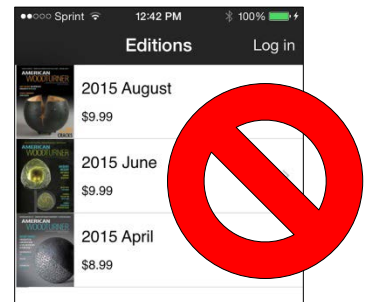 Sprint 12:42 PM 100%
Editions Log in
AMERICAN
WOODTURNER
CRACKS
2015 August
$9.99
AMERICAN
WOODTURNER
2015 June
$9.99
AMERICAN
WOODTURNER
2015 April
$8.99